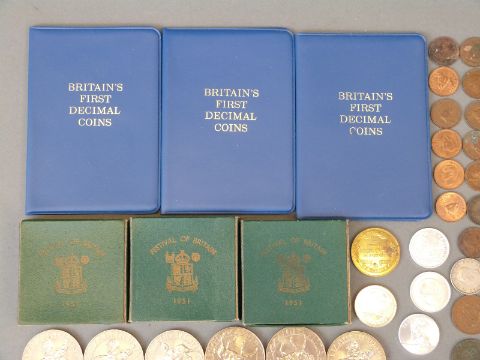 BRITAIN'S
FIRST
DECIMAL
COINS
BRITAIN'S
FIRST
DECIMAL
COINS
BRITAIN'S
FIRST
DECIMAL
COINS
FESTIVAL OF BRITAIN
1951
FESTIVAL OF BRITAIN
1951
FESTIVAL OF BRITAIN
1951